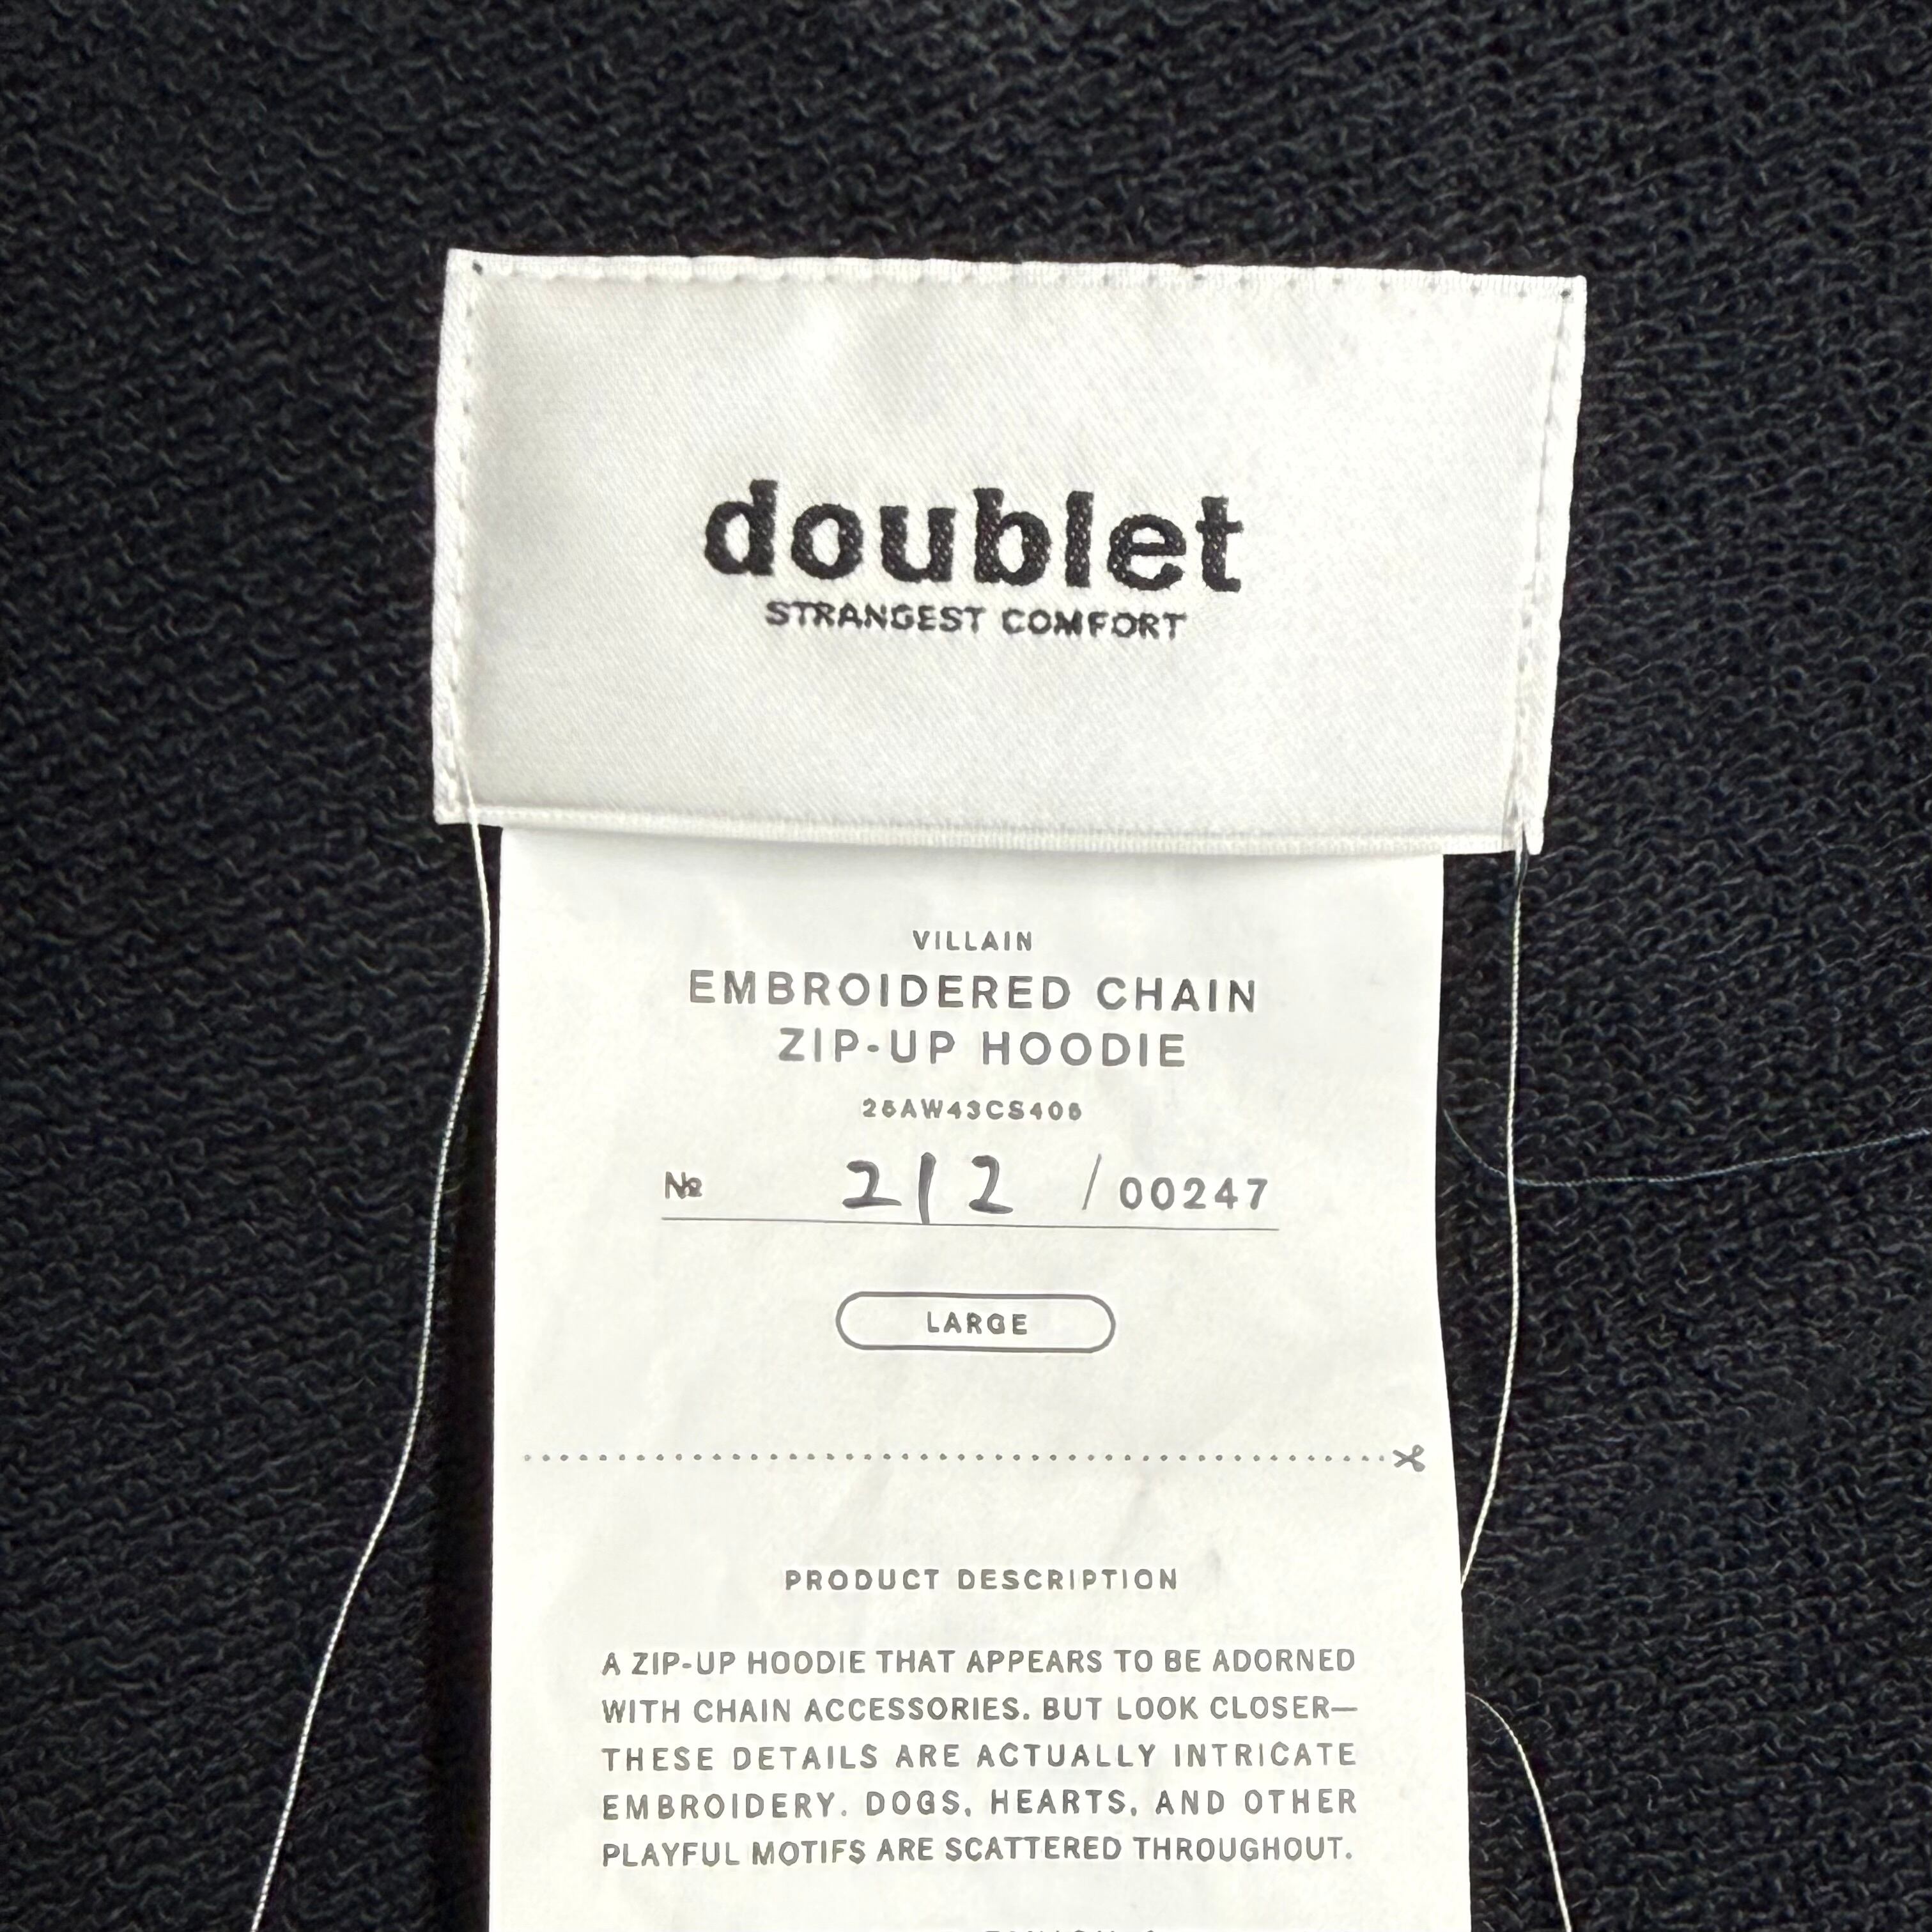 doublet
STRANGEST COMFORT
VILLAIN
EMBROIDERED CHAIN
ZIP-UP HOODIE
№ 212 / 00247
LARGE
PRODUCT DESCRIPTION
A ZIP-UP HOODIE THAT APPEARS TO BE ADORNED
WITH CHAIN ACCESSORIES. BUT LOOK CLOSER—
THESE DETAILS ARE ACTUALLY INTRICATE
EMBROIDERY. DOGS, HEARTS, AND OTHER
PLAYFUL MOTIFS ARE SCATTERED THROUGHOUT.